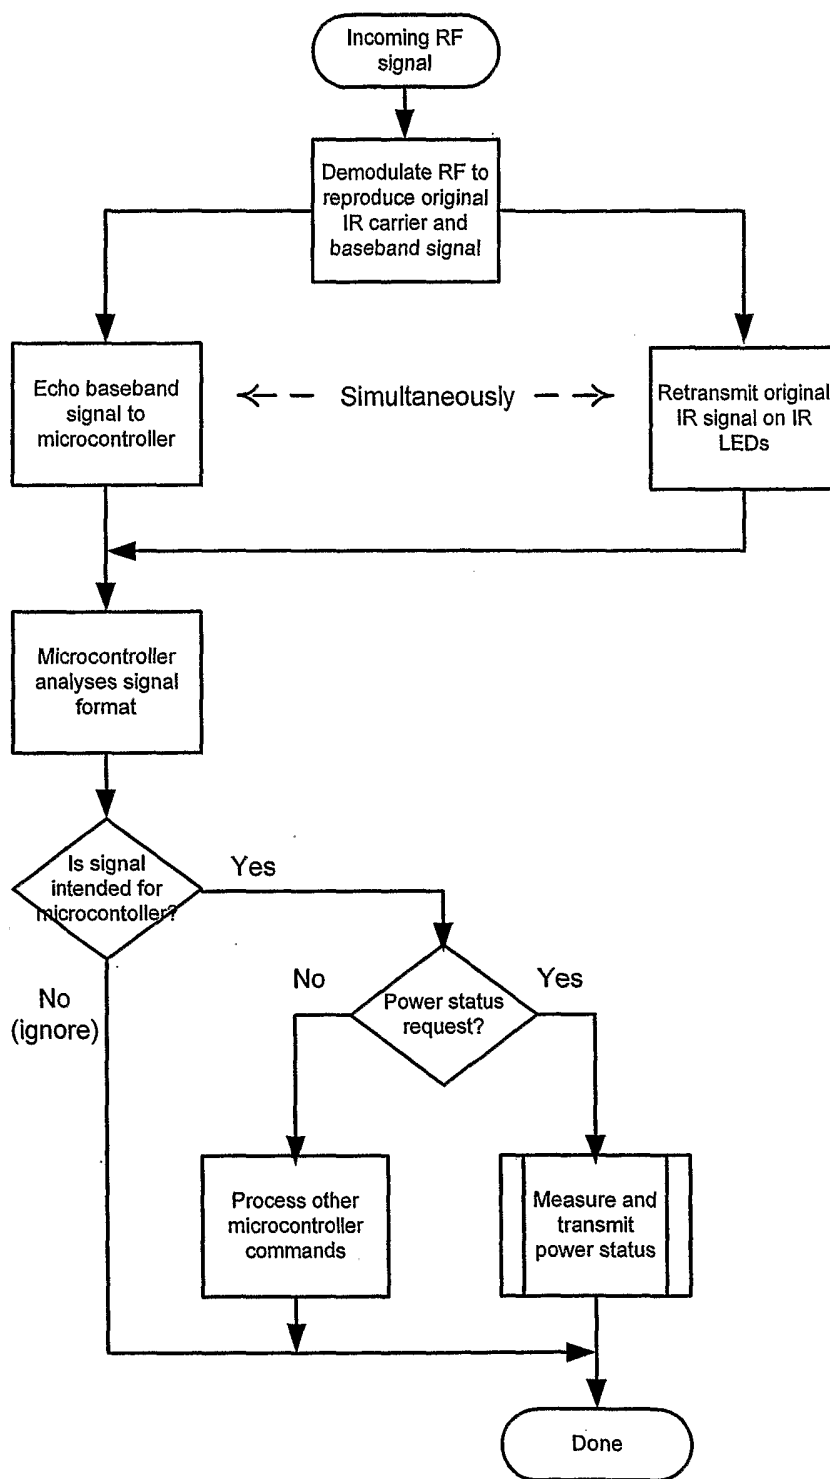 Incoming RF
signal
Demodulate RF to
reproduce original
IR carrier and
baseband signal
Echo baseband
signal to
microcontroller
Simultaneously
Retransmit original
IR signal on IR
LEDs
Microcontroller
analyses signal
format
Is signal
intended for
microcontoller?
Yes
No
(ignore)
Power status
request?
No
Yes
Process other
microcontroller
commands
Measure and
transmit
power status
Done